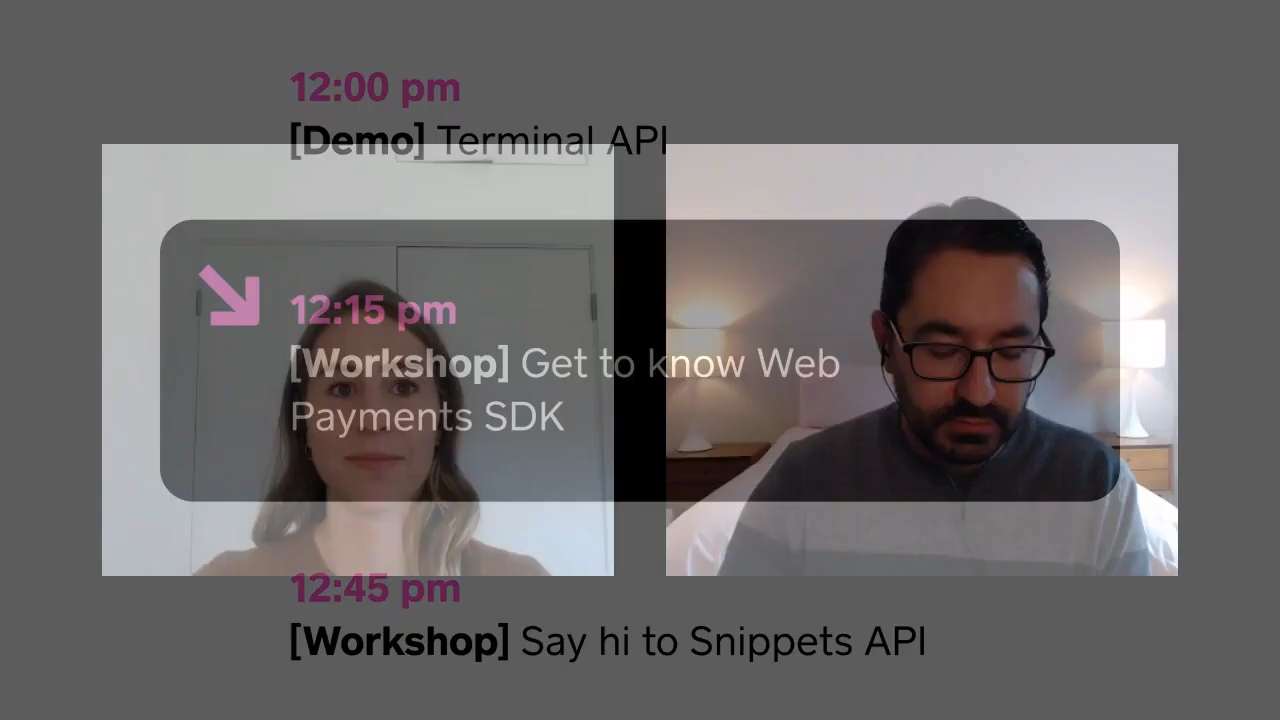 12:00 pm
[Demo] Terminal API
12:15 pm
[Workshop] Get to know Web
Payments SDK
12:45 pm
[Workshop] Say hi to Snippets API